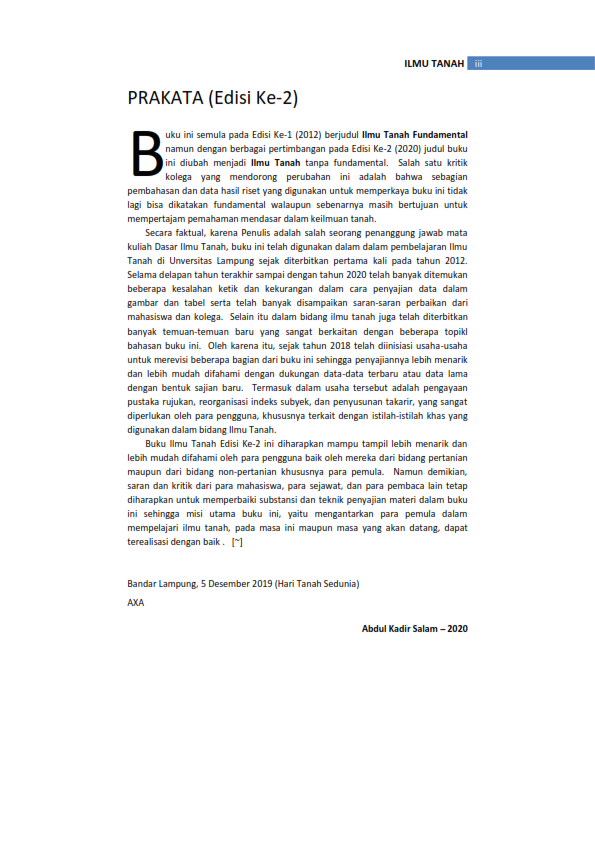 ILMU TANAH iii
PRAKATA (Edisi Ke-2)
Buku ini semula pada Edisi Ke-1 (2012) berjudul Ilmu Tanah Fundamental
namun dengan berbagai pertimbangan pada Edisi Ke-2 (2020) judul buku
ini diubah menjadi Ilmu Tanah tanpa fundamental. Salah satu kritik
kolega yang mendorong perubahan ini adalah bahwa sebagian
pembahasan dan data hasil riset yang digunakan untuk memperkaya buku ini tidak
lagi bisa dikatakan fundamental walaupun sebenarnya masih bertujuan untuk
mempertajam pemahaman mendasar dalam keilmuan tanah.
Secara faktual, karena Penulis adalah salah seorang penanggung jawab mata
kuliah Dasar Ilmu Tanah, buku ini telah digunakan dalam dalam pembelajaran Ilmu
Tanah di Unversitas Lampung sejak diterbitkan pertama kali pada tahun 2012.
Selama delapan tahun terakhir sampai dengan tahun 2020 telah banyak ditemukan
beberapa kesalahan ketik dan kekurangan dalam cara penyajian data dalam
gambar dan tabel serta telah banyak disampaikan saran-saran perbaikan dari
mahasiswa dan kolega. Selain itu dalam bidang ilmu tanah juga telah diterbitkan
banyak temuan-temuan baru yang sangat berkaitan dengan beberapa topikl
bahasan buku ini. Oleh karena itu, sejak tahun 2018 telah diinisiasi usaha-usaha
untuk merevisi beberapa bagian dari buku ini sehingga penyajiannya lebih menarik
dan lebih mudah difahami dengan dukungan data-data terbaru atau data lama
dengan bentuk sajian baru. Termasuk dalam usaha tersebut adalah pengayaan
pustaka rujukan, reorganisasi indeks subyek, dan penyusunan takarir, yang sangat
diperlukan oleh para pengguna, khususnya terkait dengan istilah-istilah khas yang
digunakan dalam bidang Ilmu Tanah.
Buku Ilmu Tanah Edisi Ke-2 ini diharapkan mampu tampil lebih menarik dan
lebih mudah difahami oleh para pengguna baik oleh mereka dari bidang pertanian
maupun dari bidang non-pertanian khususnya para pemula. Namun demikian,
saran dan kritik dari para mahasiswa, para sejawat, dan para pembaca lain tetap
diharapkan untuk memperbaiki substansi dan teknik penyajian materi dalam buku
ini sehingga misi utama buku ini, yaitu mengantarkan para pemula dalam
mempelajari ilmu tanah, pada masa ini maupun masa yang akan datang, dapat
terealisasi dengan baik . [~]
Bandar Lampung, 5 Desember 2019 (Hari Tanah Sedunia)
AXA
Abdul Kadir Salam – 2020